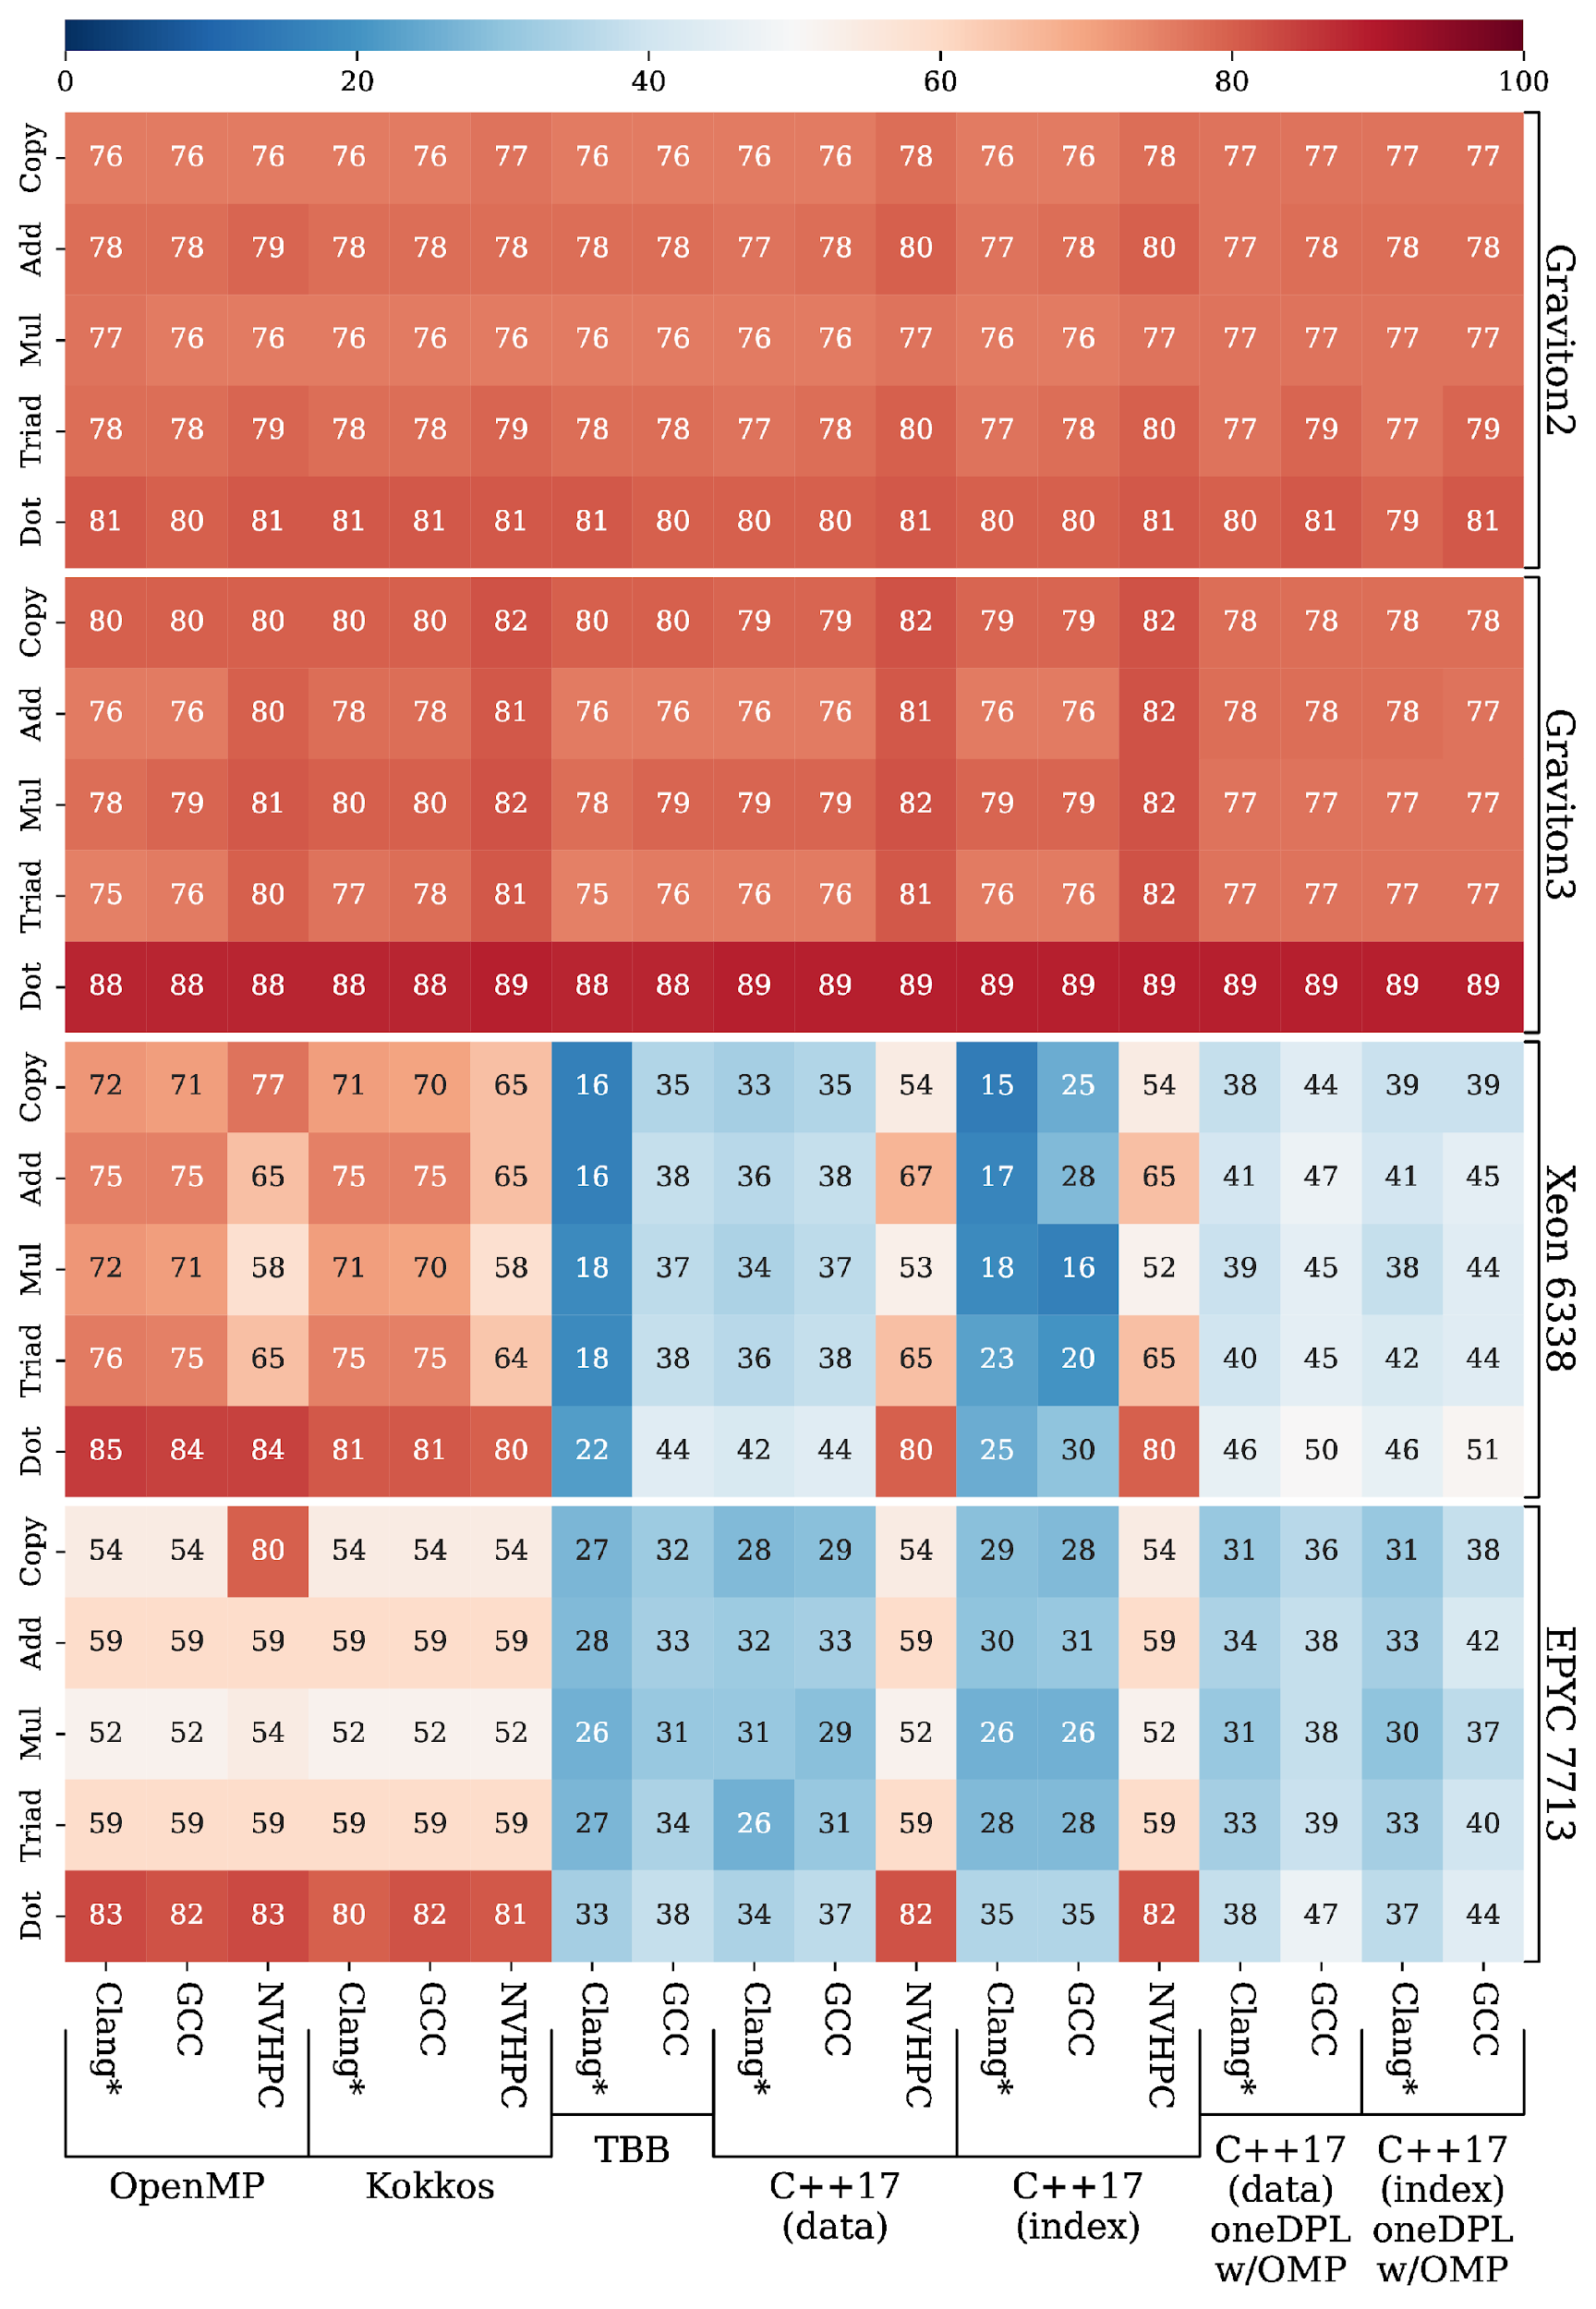 0 20 40 60 80 100
Copy 76 76 76 76 76 77 76 76 76 76 78 76 76 78 77 77 77 77
Add 78 78 79 78 78 78 78 78 77 78 80 77 78 80 77 78 78 78
Mul 77 76 76 76 76 76 76 76 76 76 77 76 76 77 77 77 77 77
Triad 78 78 79 78 78 79 78 78 77 78 80 77 78 80 77 79 77 79
Dot 81 80 81 81 81 81 81 80 80 80 81 80 80 81 80 81 79 81
Graviton2
Copy 80 80 80 80 80 82 80 80 79 79 82 79 79 82 78 78 78 78
Add 76 76 80 78 78 81 76 76 76 76 81 76 76 82 78 78 78 77
Mul 78 79 81 80 80 82 78 79 79 79 82 79 79 82 77 77 77 77
Triad 75 76 80 77 78 81 75 76 76 76 81 76 76 82 77 77 77 77
Dot 88 88 88 88 88 89 88 88 89 89 89 89 89 89 89 89 89 89
Graviton3
Copy 72 71 77 71 70 65 16 35 33 35 54 15 25 54 38 44 39 39
Add 75 75 65 75 75 65 16 38 36 38 67 17 28 65 41 47 41 45
Mul 72 71 58 71 70 58 18 37 34 37 53 18 16 52 39 45 38 44
Triad 76 75 65 75 75 64 18 38 36 38 65 23 20 65 40 45 42 44
Dot 85 84 84 81 81 80 22 44 42 44 80 25 30 80 46 50 46 51
Xeon 6338
Copy 54 54 80 54 54 54 27 32 28 29 54 29 28 54 31 36 31 38
Add 59 59 59 59 59 59 28 33 32 33 59 30 31 59 34 38 33 42
Mul 52 52 54 52 52 52 26 31 31 29 52 26 26 52 31 38 30 37
Triad 59 59 59 59 59 59 27 34 26 31 59 28 28 59 33 39 33 40
Dot 83 82 83 80 82 81 33 38 34 37 82 35 35 82 38 47 37 44
EPYC 7713
Clang* GCC NVHPC Clang* GCC NVHPC Clang* GCC Clang* GCC NVHPC Clang* GCC NVHPC Clang* GCC Clang* GCC
OpenMP
Kokkos
TBB
C++17
(data)
C++17
(index)
C++17
(data)
oneDPL
w/OMP
C++17
(index)
oneDPL
w/OMP